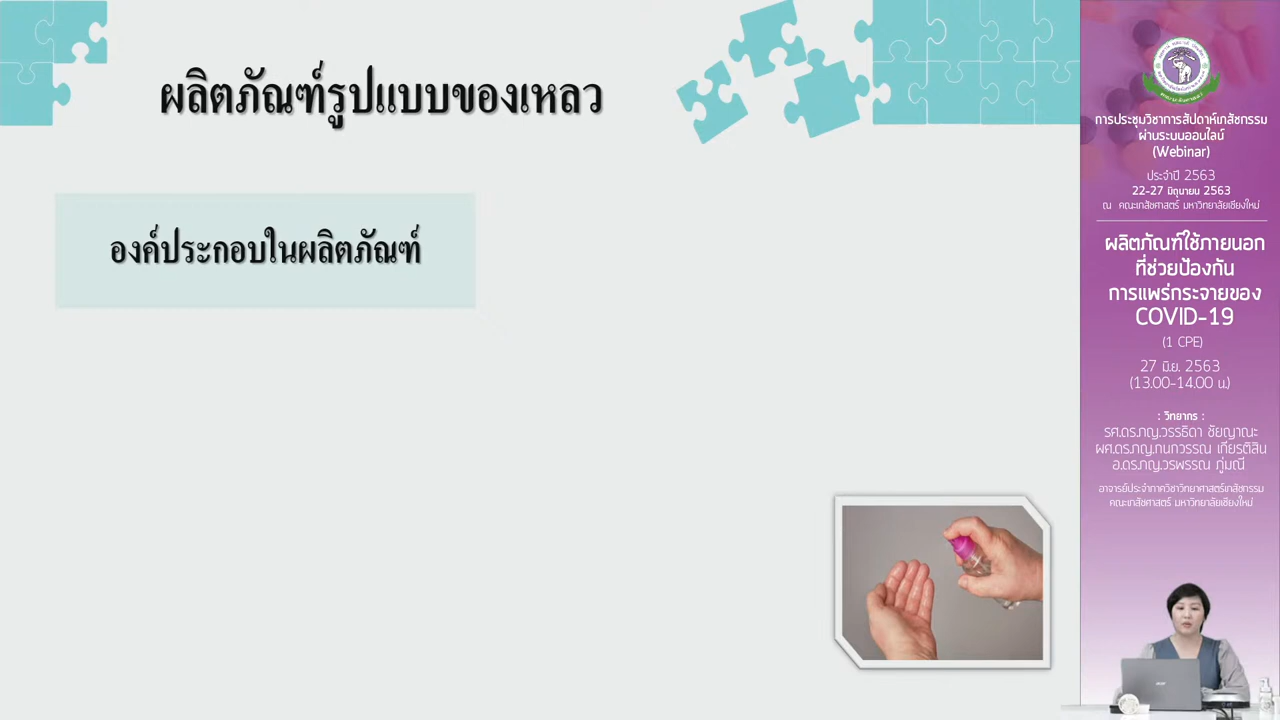 ผลิตภัณฑ์รูปแบบของเหลว
องค์ประกอบในผลิตภัณฑ์
การประชุมวิชาการสัปดาห์เภสัชกรรม
ผ่านระบบออนไลน์
(Webinar)
ประจำปี 2563
22-27 มิถุนายน 2563
ณ คณะเภสัชศาสตร์ มหาวิทยาลัยเชียงใหม่
ผลิตภัณฑ์ใช้ภายนอก
ที่ช่วยป้องกัน
การแพร่กระจายของ
COVID-19
(1 CPE)
27 มิ.ย. 2563
(13.00-14.00 น.)
: วิทยากร :
รศ.ดร.ภญ.วรรธิดา ชัยญาณะ
ผศ.ดร.ภญ.กนกวรรณ เกียรติสิน
อ.ดร.ภญ.วรพรรณ ภู่มณี
อาจารย์ประจำภาควิชาวิทยาศาสตร์เภสัชกรรม
คณะเภสัชศาสตร์ มหาวิทยาลัยเชียงใหม่